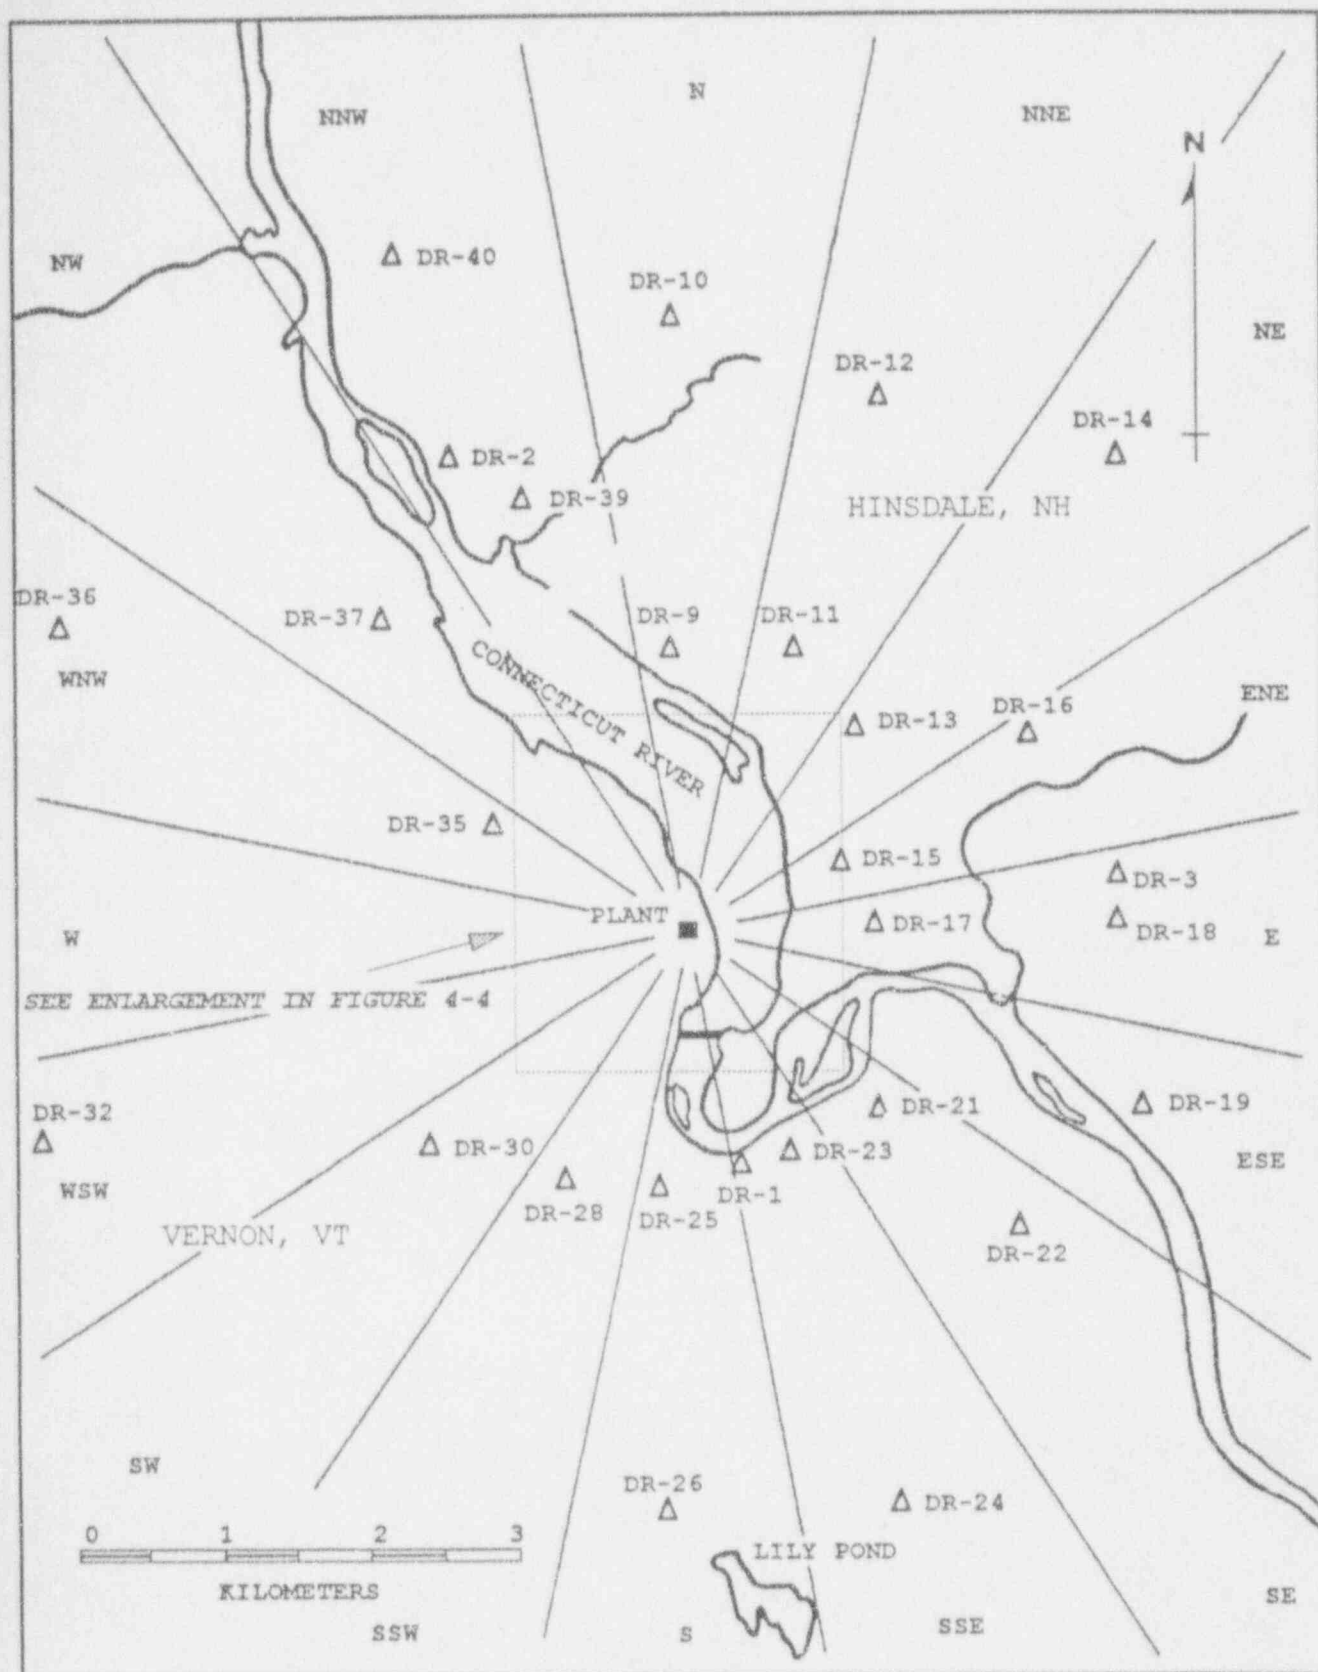 N
NNW
NNE
N
NW
DR-40
DR-10
NE
DR-12
DR-14
DR-2
DR-39
HINSDALE, NH
DR-36
DR-37
DR-9
DR-11
WNW
CONNECTICUT RIVER
ENE
DR-16
DR-13
DR-35
DR-15
DR-3
PLANT
DR-17
DR-18
E
W
SEE ENLARGEMENT IN FIGURE 4-4
DR-32
DR-21
DR-19
DR-30
DR-23
ESE
WSW
DR-1
DR-28
DR-25
VERNON, VT
DR-22
SW
DR-26
DR-24
0 1 2 3
LILY POND
KILOMETERS
SE
SSW
S
SSE